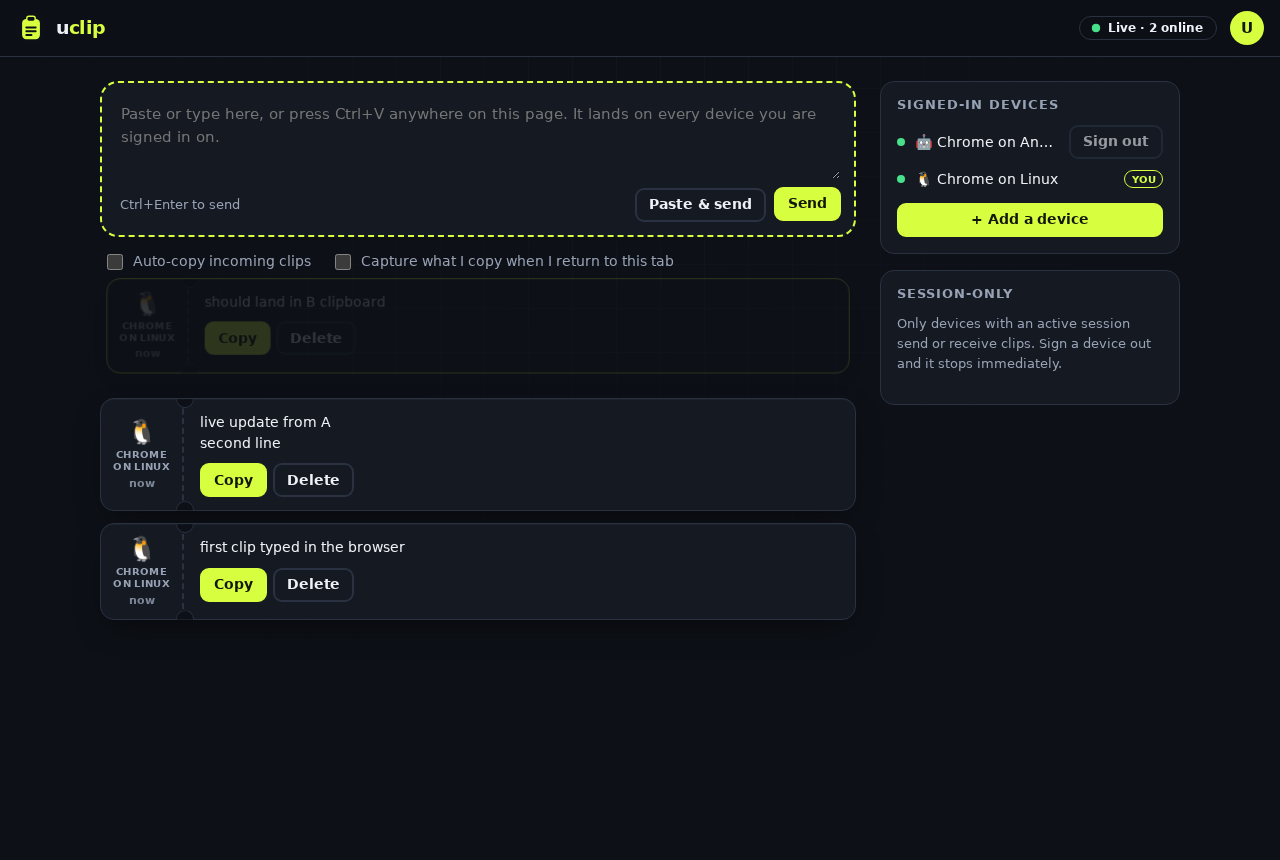 uclip
Live · 2 online
U
Paste or type here, or press Ctrl+V anywhere on this page. It lands on every device you are
signed in on.
Ctrl+Enter to send
Paste & send
Send
Auto-copy incoming clips
Capture what I copy when I return to this tab
CHROME
ON LINUX
now
should land in B clipboard
Copy
Delete
CHROME
ON LINUX
now
live update from A
second line
Copy
Delete
CHROME
ON LINUX
now
first clip typed in the browser
Copy
Delete
SIGNED-IN DEVICES
Chrome on An…
Sign out
Chrome on Linux
YOU
+ Add a device
SESSION-ONLY
Only devices with an active session
send or receive clips. Sign a device out
and it stops immediately.